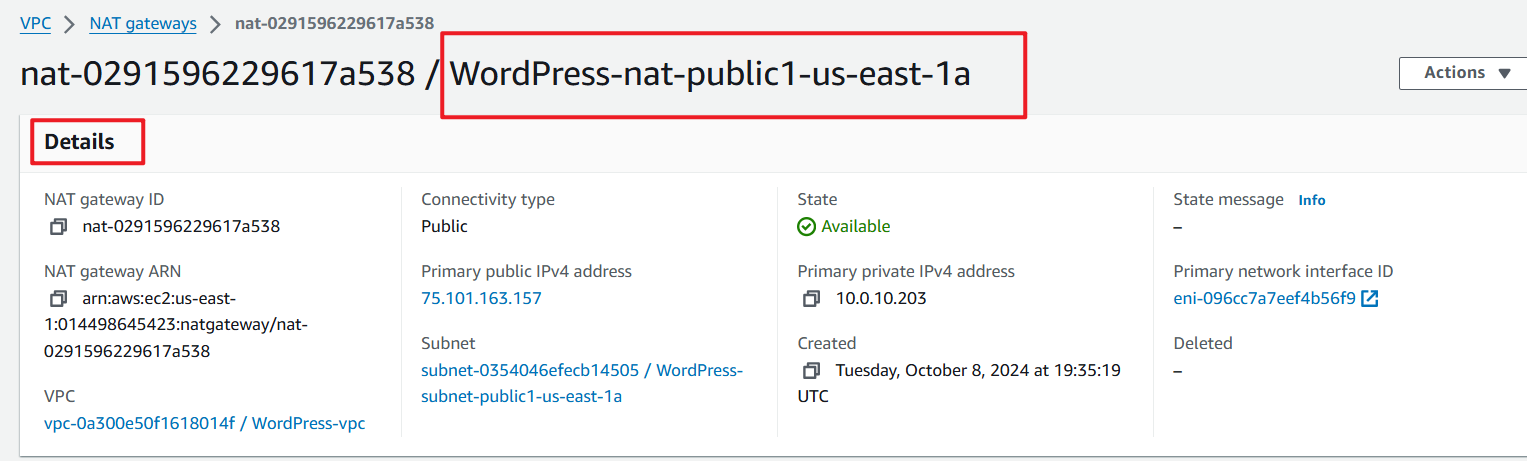 VPC > NAT gateways > nat-0291596229617a538
nat-0291596229617a538 / WordPress-nat-public1-us-east-1a
Actions
Details
NAT gateway ID
nat-0291596229617a538
NAT gateway ARN
arn:aws:ec2:us-east-
1:014498645423:natgateway/nat-
0291596229617a538
VPC
vpc-0a300e50f1618014f / WordPress-vpc
Connectivity type
Public
Primary public IPv4 address
75.101.163.157
Subnet
subnet-0354046efecb14505 / WordPress-
subnet-public1-us-east-1a
State
Available
Primary private IPv4 address
10.0.10.203
Created
Tuesday, October 8, 2024 at 19:35:19
UTC
State message Info
–
Primary network interface ID
eni-096cc7a7eef4b56f9
Deleted
–